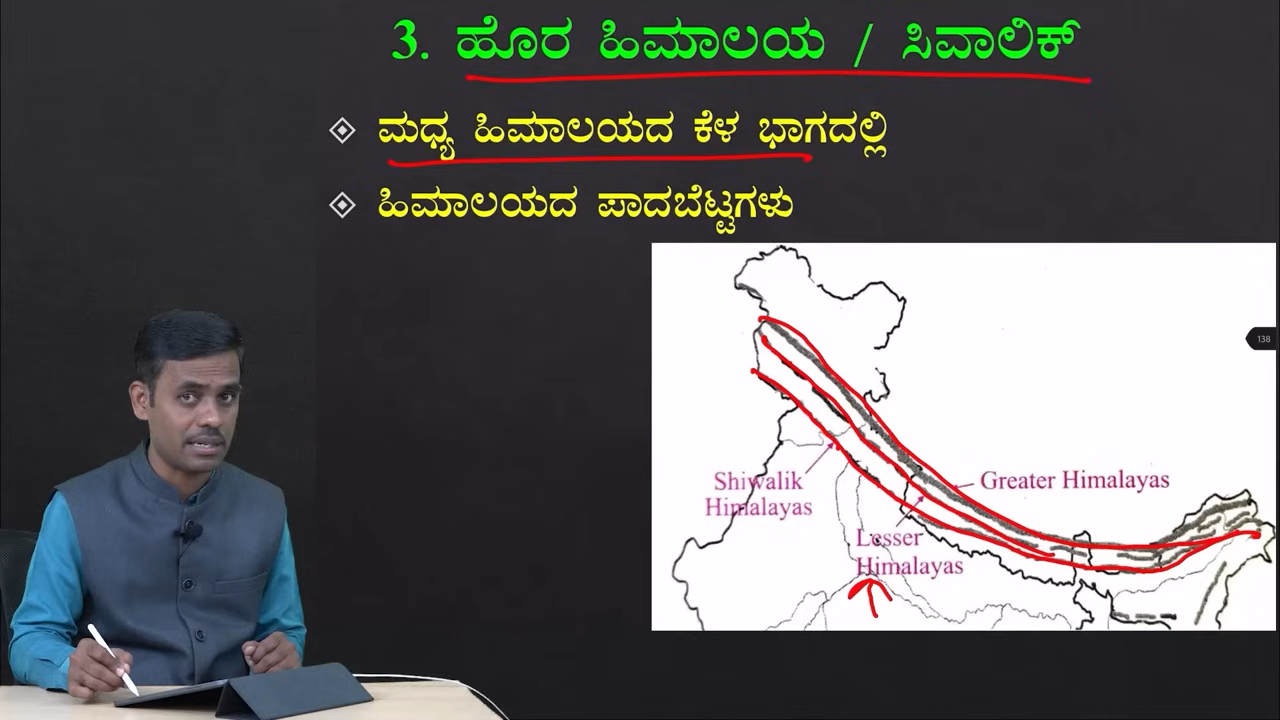 3. ಹೊರ ಹಿಮಾಲಯ / ಸಿವಾಲಿಕ್
ಮಧ್ಯ ಹಿಮಾಲಯದ ಕೆಳ ಭಾಗದಲ್ಲಿ
ಹಿಮಾಲಯದ ಪಾದಬೆಟ್ಟಗಳು
138
Shiwalik
Himalayas
Greater Himalayas
Lesser
Himalayas